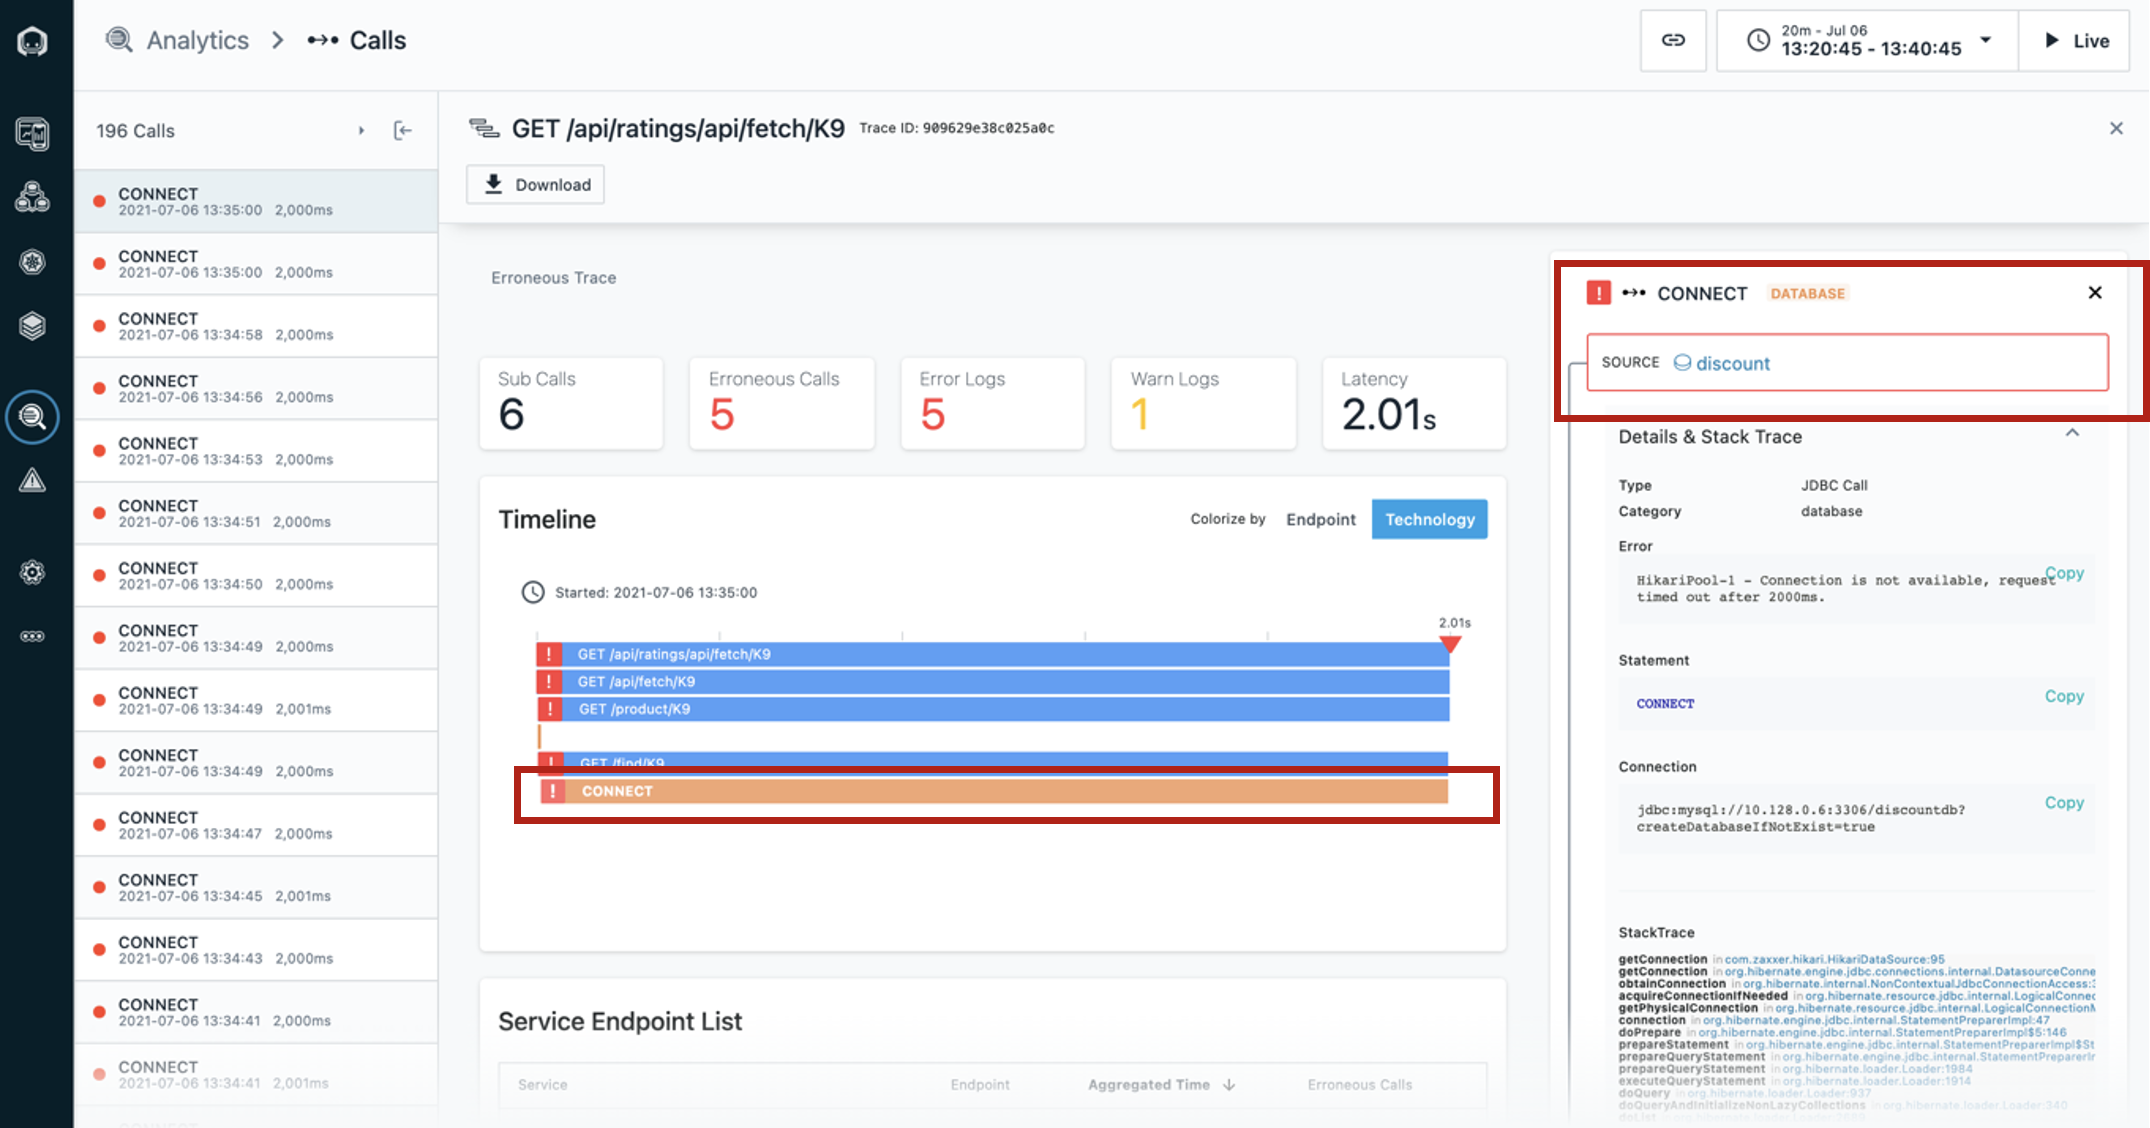 Analytics > Calls
20m - Jul 06
13:20:45 - 13:40:45
Live
196 Calls
CONNECT
2021-07-06 13:35:00 2,000ms
CONNECT
2021-07-06 13:35:00 2,000ms
CONNECT
2021-07-06 13:34:58 2,000ms
CONNECT
2021-07-06 13:34:56 2,000ms
CONNECT
2021-07-06 13:34:53 2,000ms
CONNECT
2021-07-06 13:34:51 2,000ms
CONNECT
2021-07-06 13:34:50 2,000ms
CONNECT
2021-07-06 13:34:49 2,000ms
CONNECT
2021-07-06 13:34:49 2,001ms
CONNECT
2021-07-06 13:34:49 2,000ms
CONNECT
2021-07-06 13:34:47 2,000ms
CONNECT
2021-07-06 13:34:45 2,001ms
CONNECT
2021-07-06 13:34:43 2,000ms
CONNECT
2021-07-06 13:34:41 2,000ms
CONNECT
2021-07-06 13:34:41 2,001ms
GET /api/ratings/api/fetch/K9 Trace ID: 909629e38c025a0c
Download
Erroneous Trace
Sub Calls
6
Erroneous Calls
5
Error Logs
5
Warn Logs
1
Latency
2.01s
Timeline
Colorize by Endpoint Technology
Started: 2021-07-06 13:35:00
2.01s
! GET /api/ratings/api/fetch/K9
! GET /api/fetch/K9
! GET /product/K9
! GET /find/K9
! CONNECT
Service Endpoint List
Service Endpoint Aggregated Time Erroneous Calls
! CONNECT DATABASE
SOURCE discount
Details & Stack Trace
Type JDBC Call
Category database
Error
Copy
HikariPool-1 - Connection is not available, request
timed out after 2000ms.
Statement
Copy
CONNECT
Connection
Copy
jdbc:mysql://10.128.0.6:3306/discountdb?
createDatabaseIfNotExist=true
StackTrace
getConnection in com.zaxxer.hikari.HikariDataSource:95
getConnection in org.hibernate.engine.jdbc.connections.internal.DatasourceConne
obtainConnection in org.hibernate.internal.NonContextualJdbcConnectionAccess:3
acquireConnectionIfNeeded in org.hibernate.resource.jdbc.internal.LogicalConnec
getPhysicalConnection in org.hibernate.resource.jdbc.internal.LogicalConnection
connection in org.hibernate.engine.jdbc.internal.StatementPreparerImpl:47
doPrepare in org.hibernate.engine.jdbc.internal.StatementPreparerImpl$5:146
prepareStatement in org.hibernate.engine.jdbc.internal.StatementPreparerImpl$St
prepareQueryStatement in org.hibernate.engine.jdbc.internal.StatementPreparerIr
prepareQueryStatement in org.hibernate.loader.Loader:1984
executeQueryStatement in org.hibernate.loader.Loader:1914
doQuery in org.hibernate.loader.Loader:937
doQueryAndInitializeNonLazyCollections in org.hibernate.loader.Loader:340